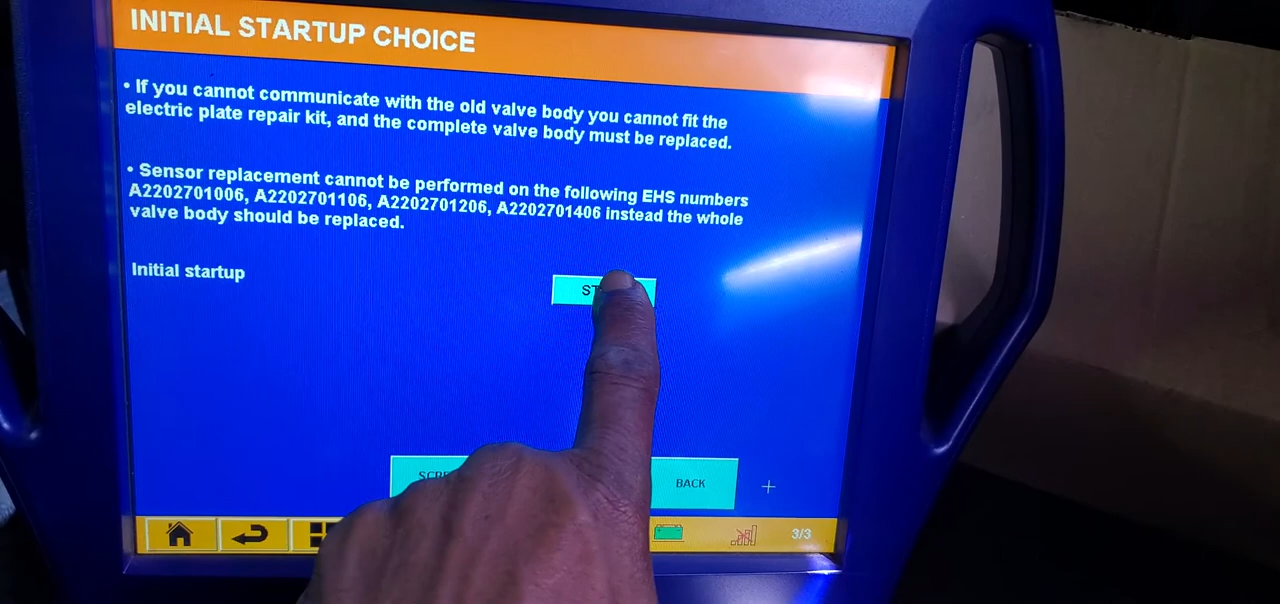 INITIAL STARTUP CHOICE
• If you cannot communicate with the old valve body you cannot fit the
electric plate repair kit, and the complete valve body must be replaced.
• Sensor replacement cannot be performed on the following EHS numbers
A2202701006, A2202701106, A2202701206, A2202701406 instead the whole
valve body should be replaced.
Initial startup
BACK
3/3